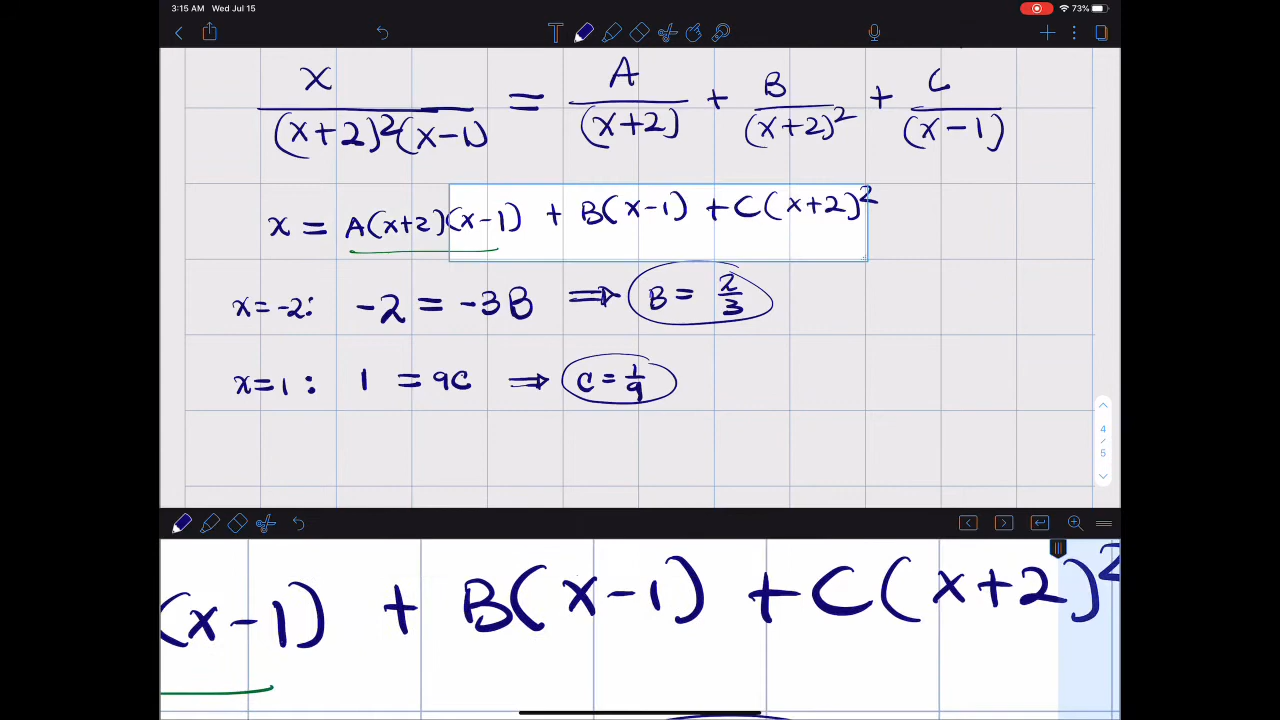 3:15 AM Wed Jul 15 73%
x/((x+2)²(x-1)) = A/(x+2) + B/(x+2)² + C/(x-1)
x = A(x+2)(x-1) + B(x-1) + C(x+2)²
x = -2: -2 = -3B ⟹ B = 2/3
x = 1: 1 = 9C ⟹ C = 1/9
4/5
(x-1) + B(x-1) + C(x+2)²